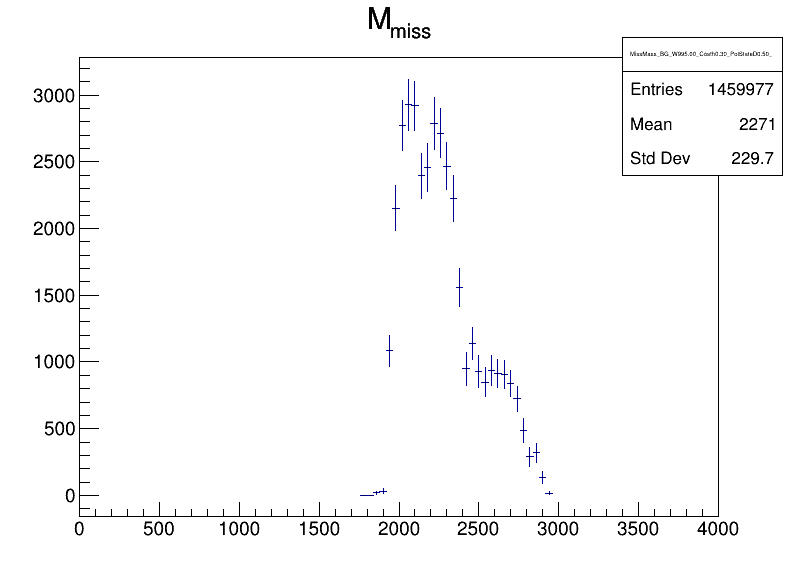 M_miss
MissMass_BG_W995.00_Costh0.30_PolStateD0.50_
Entries 1459977
Mean 2271
Std Dev 229.7
3000
2500
2000
1500
1000
500
0
0 500 1000 1500 2000 2500 3000 3500 4000